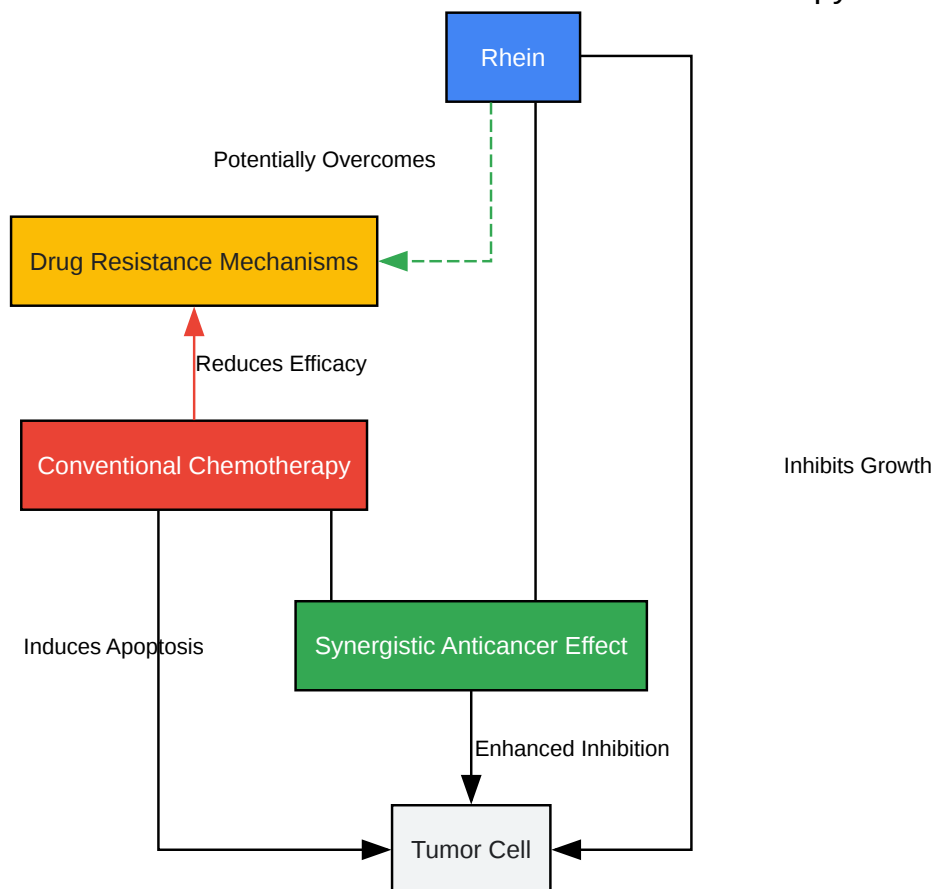 py
Rhein
Potentially Overcomes
Drug Resistance Mechanisms
Reduces Efficacy
Conventional Chemotherapy
Inhibits Growth
Induces Apoptosis
Synergistic Anticancer Effect
Enhanced Inhibition
Tumor Cell